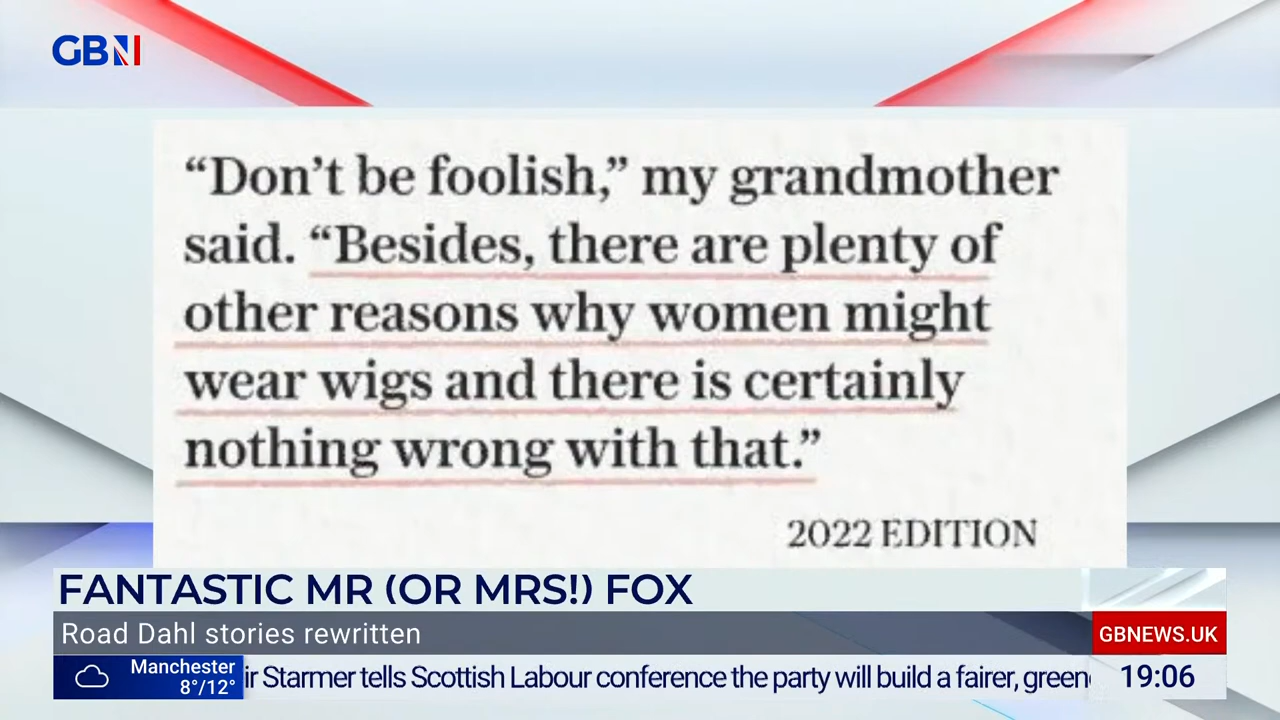 GBN
“Don’t be foolish,” my grandmother
said. “Besides, there are plenty of
other reasons why women might
wear wigs and there is certainly
nothing wrong with that.”
2022 EDITION
FANTASTIC MR (OR MRS!) FOX
Road Dahl stories rewritten
GBNEWS.UK
Manchester
8°/12°
ir Starmer tells Scottish Labour conference the party will build a fairer, green
19:06